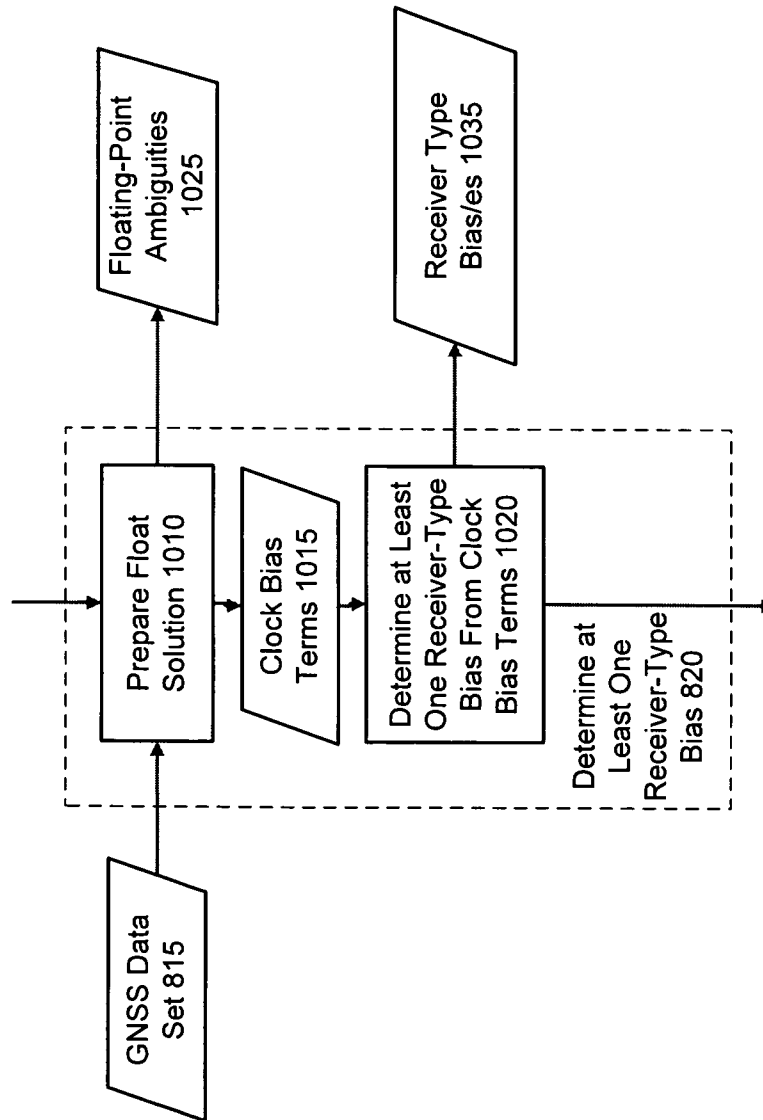 GNSS Data
Set 815
Prepare Float
Solution 1010
Floating-Point
Ambiguities
1025
Clock Bias
Terms 1015
Determine at Least
One Receiver-Type
Bias From Clock
Bias Terms 1020
Receiver Type
Bias/es 1035
Determine at
Least One
Receiver-Type
Bias 820